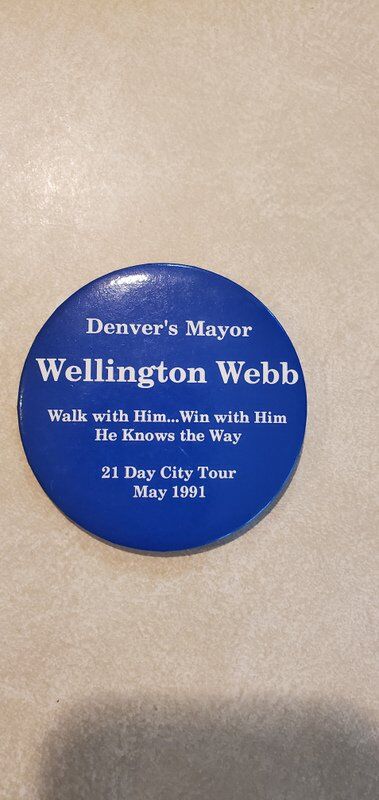 Denver's Mayor
Wellington Webb
Walk with Him...Win with Him
He Knows the Way
21 Day City Tour
May 1991